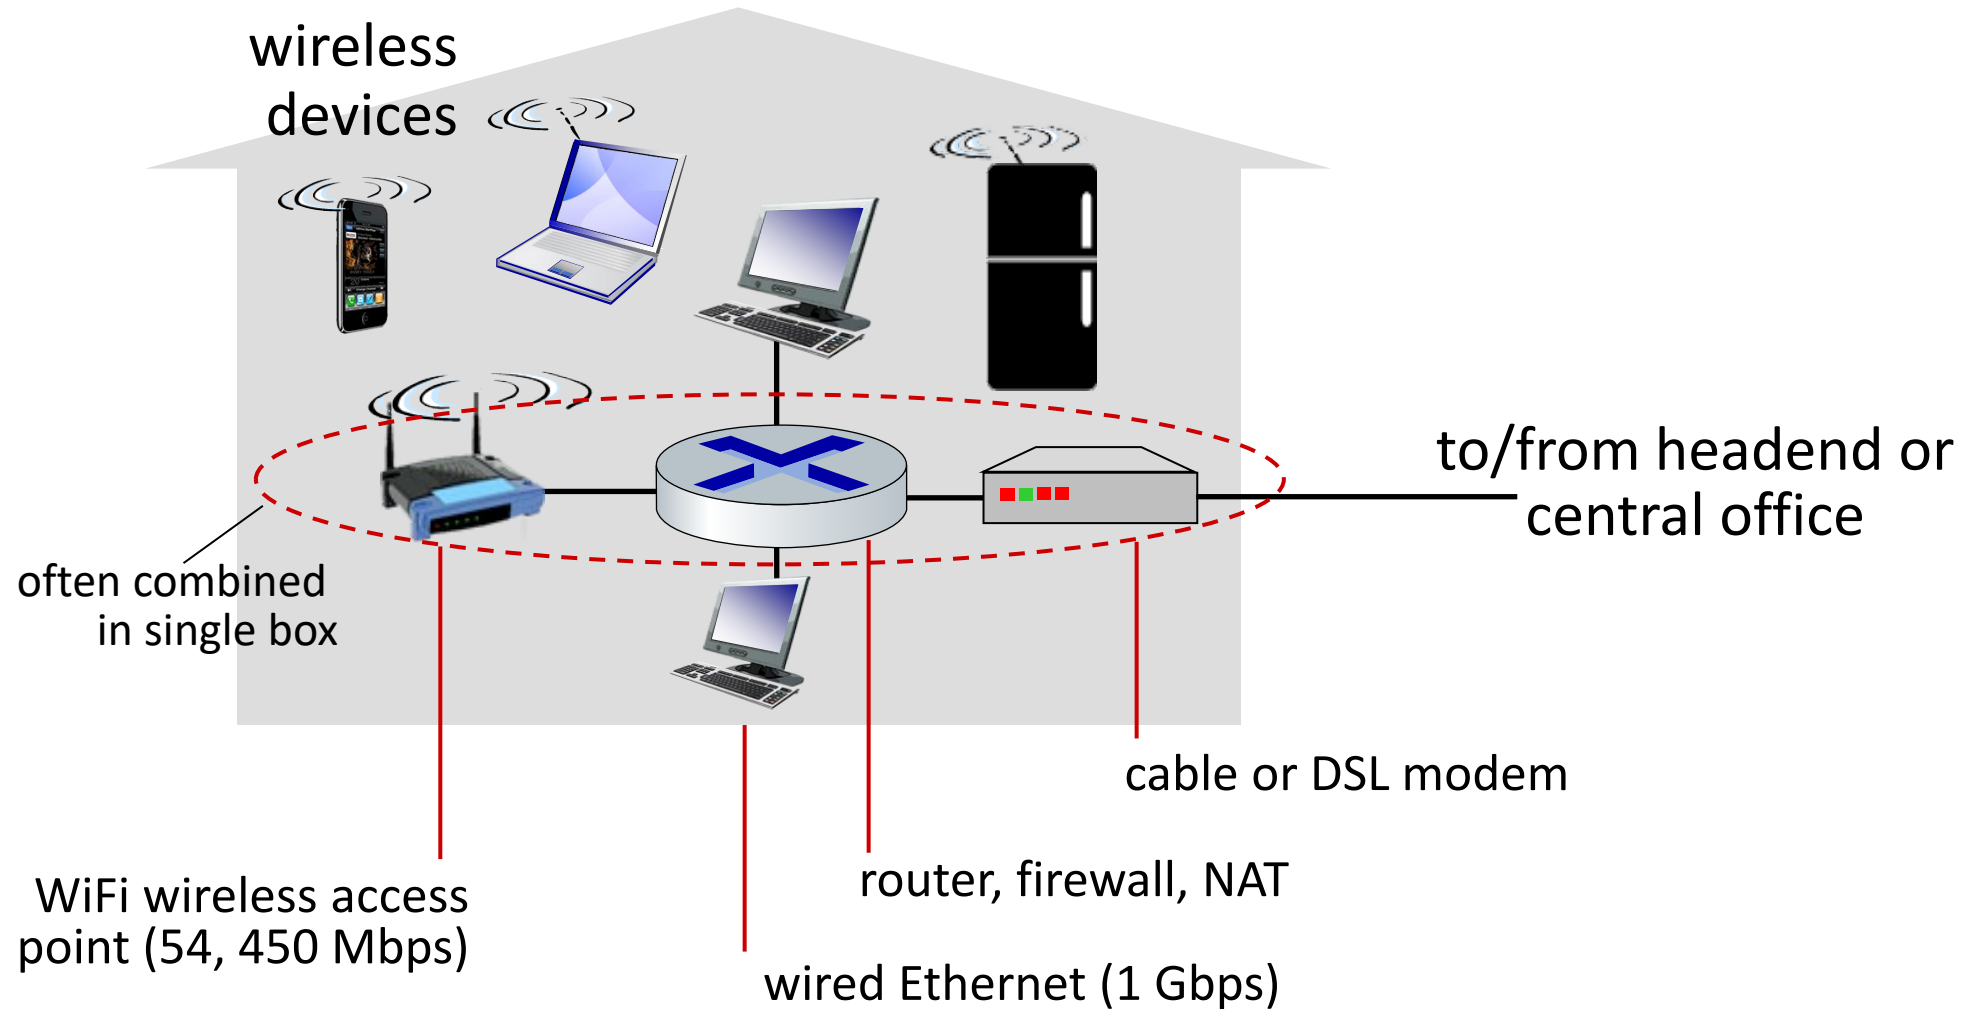 wireless
devices
to/from headend or
central office
often combined
in single box
cable or DSL modem
router, firewall, NAT
WiFi wireless access
point (54, 450 Mbps)
wired Ethernet (1 Gbps)